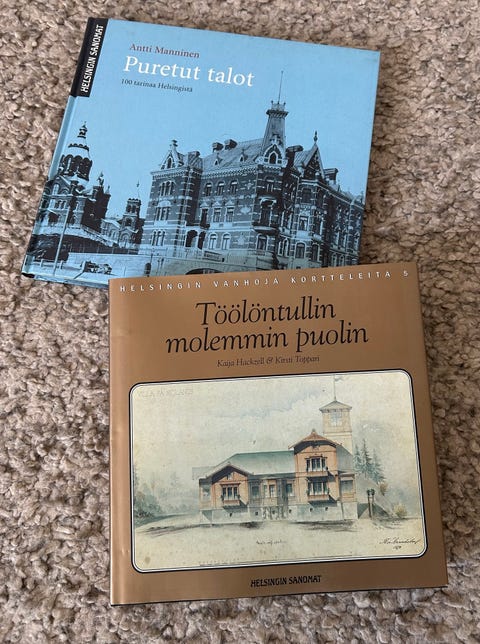 HELSINGIN SANOMAT
Antti Manninen
Puretut talot
100 tarinaa Helsingistä
HELSINGIN VANHOJA KORTTELEITA 5
Töölöntullin
molemmin puolin
Kaija Hackzell & Kirsti Toppari
HELSINGIN SANOMAT